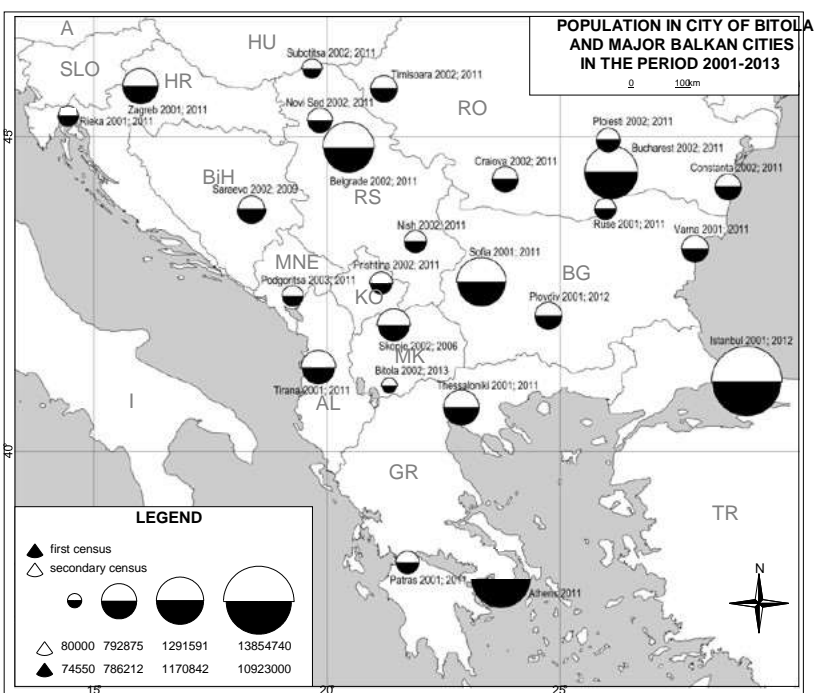 POPULATION IN CITY OF BITOLA
AND MAJOR BALKAN CITIES
IN THE PERIOD 2001-2013
0 100km
A
HU
SLO
HR
RO
BiH
RS
MNE
KO
BG
MK
AL
I
GR
TR
Subotitsa 2002; 2011
Timisoara 2002; 2011
Zagreb 2001; 2011
Rieka 2001; 2011
Novi Sad 2002; 2011
Ploiesti 2002; 2011
Bucharest 2002; 2011
Belgrade 2002; 2011
Craiova 2002; 2011
Constanta 2002; 2011
Saraevo 2002; 2009
Ruse 2001; 2011
Nish 2002; 2011
Varna 2001; 2011
Sofia 2001; 2011
Prishtina 2002; 2011
Podgoritsa 2003; 2011
Plovdiv 2001; 2012
Skopie 2002; 2006
Istanbul 2001; 2012
Bitola 2002; 2013
Tirana 2001; 2011
Thessaloniki 2001; 2011
Patras 2001; 2011
Athens 2011
45°
40°
LEGEND
first census
secondary census
80000 792875 1291591 13854740
74550 786212 1170842 10923000
N
15°
20°
25°